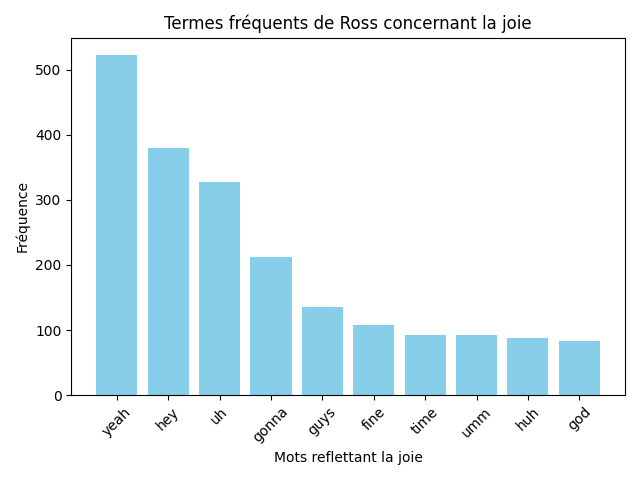 Termes fréquents de Ross concernant la joie
Fréquence
500
400
300
200
100
0
yeah
hey
uh
gonna
guys
fine
time
umm
huh
god
Mots reflettant la joie